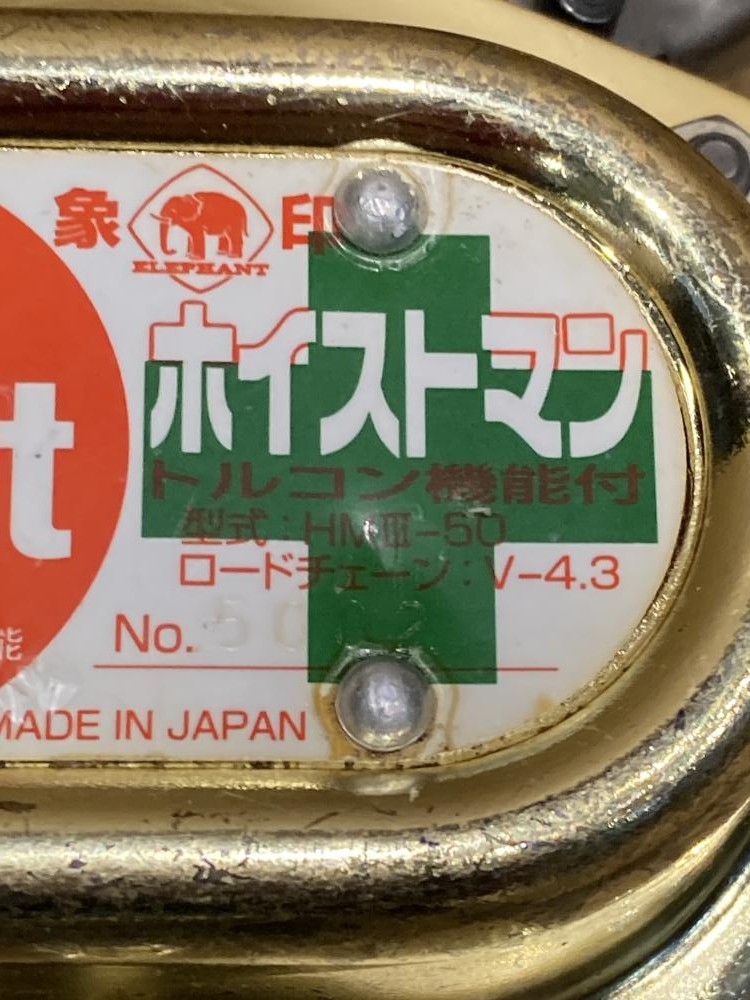 象 ELEPHANT 印
ホイストマン
トルコン機能付
型式:HMⅢ-50
ロードチェーン:V-4.3
t
能
No.
MADE IN JAPAN